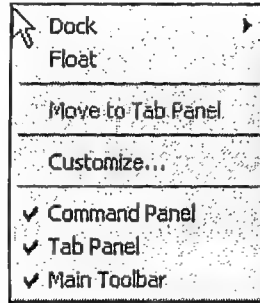 Dock
Float
Move to Tab Panel
Customize...
Command Panel
Tab Panel
Main Toolbar